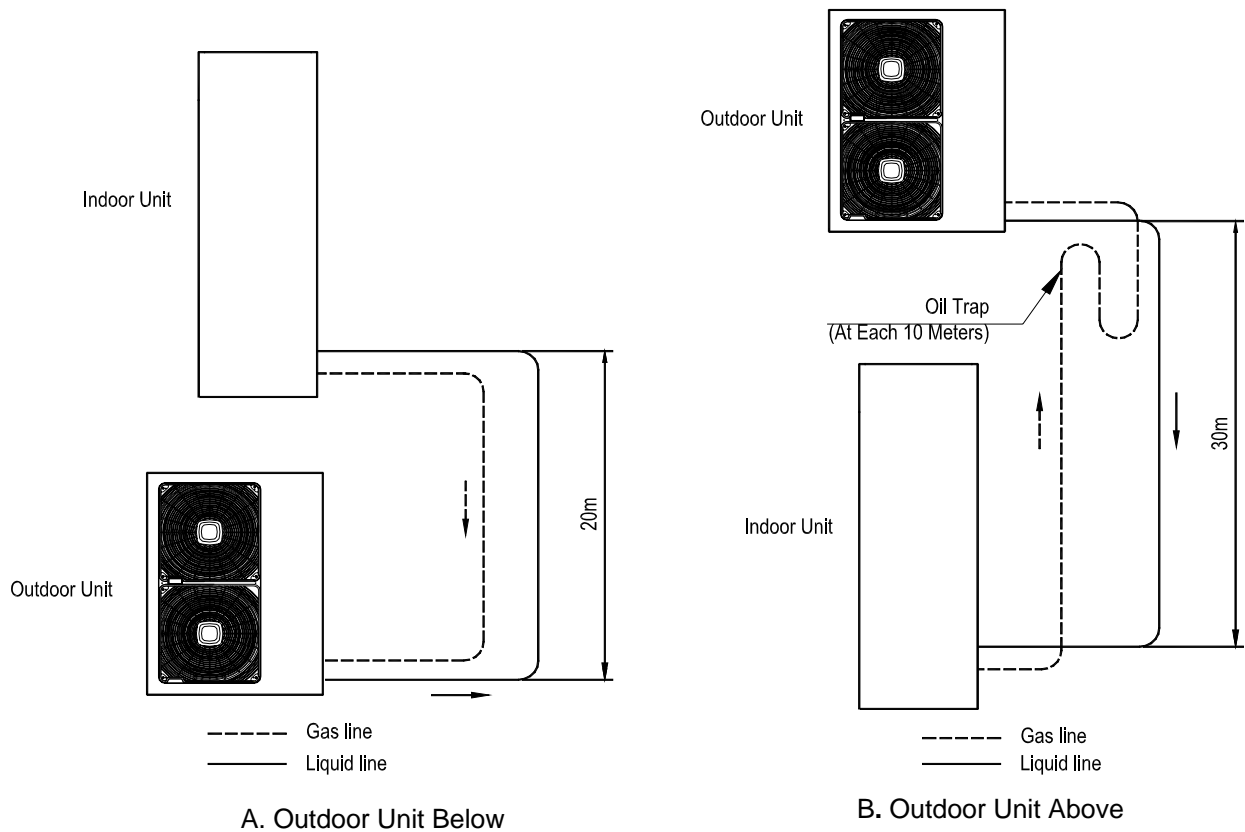 Indoor Unit
Outdoor Unit
20m
Gas line
Liquid line
A. Outdoor Unit Below
Outdoor Unit
Oil Trap
(At Each 10 Meters)
Indoor Unit
30m
Gas line
Liquid line
B. Outdoor Unit Above